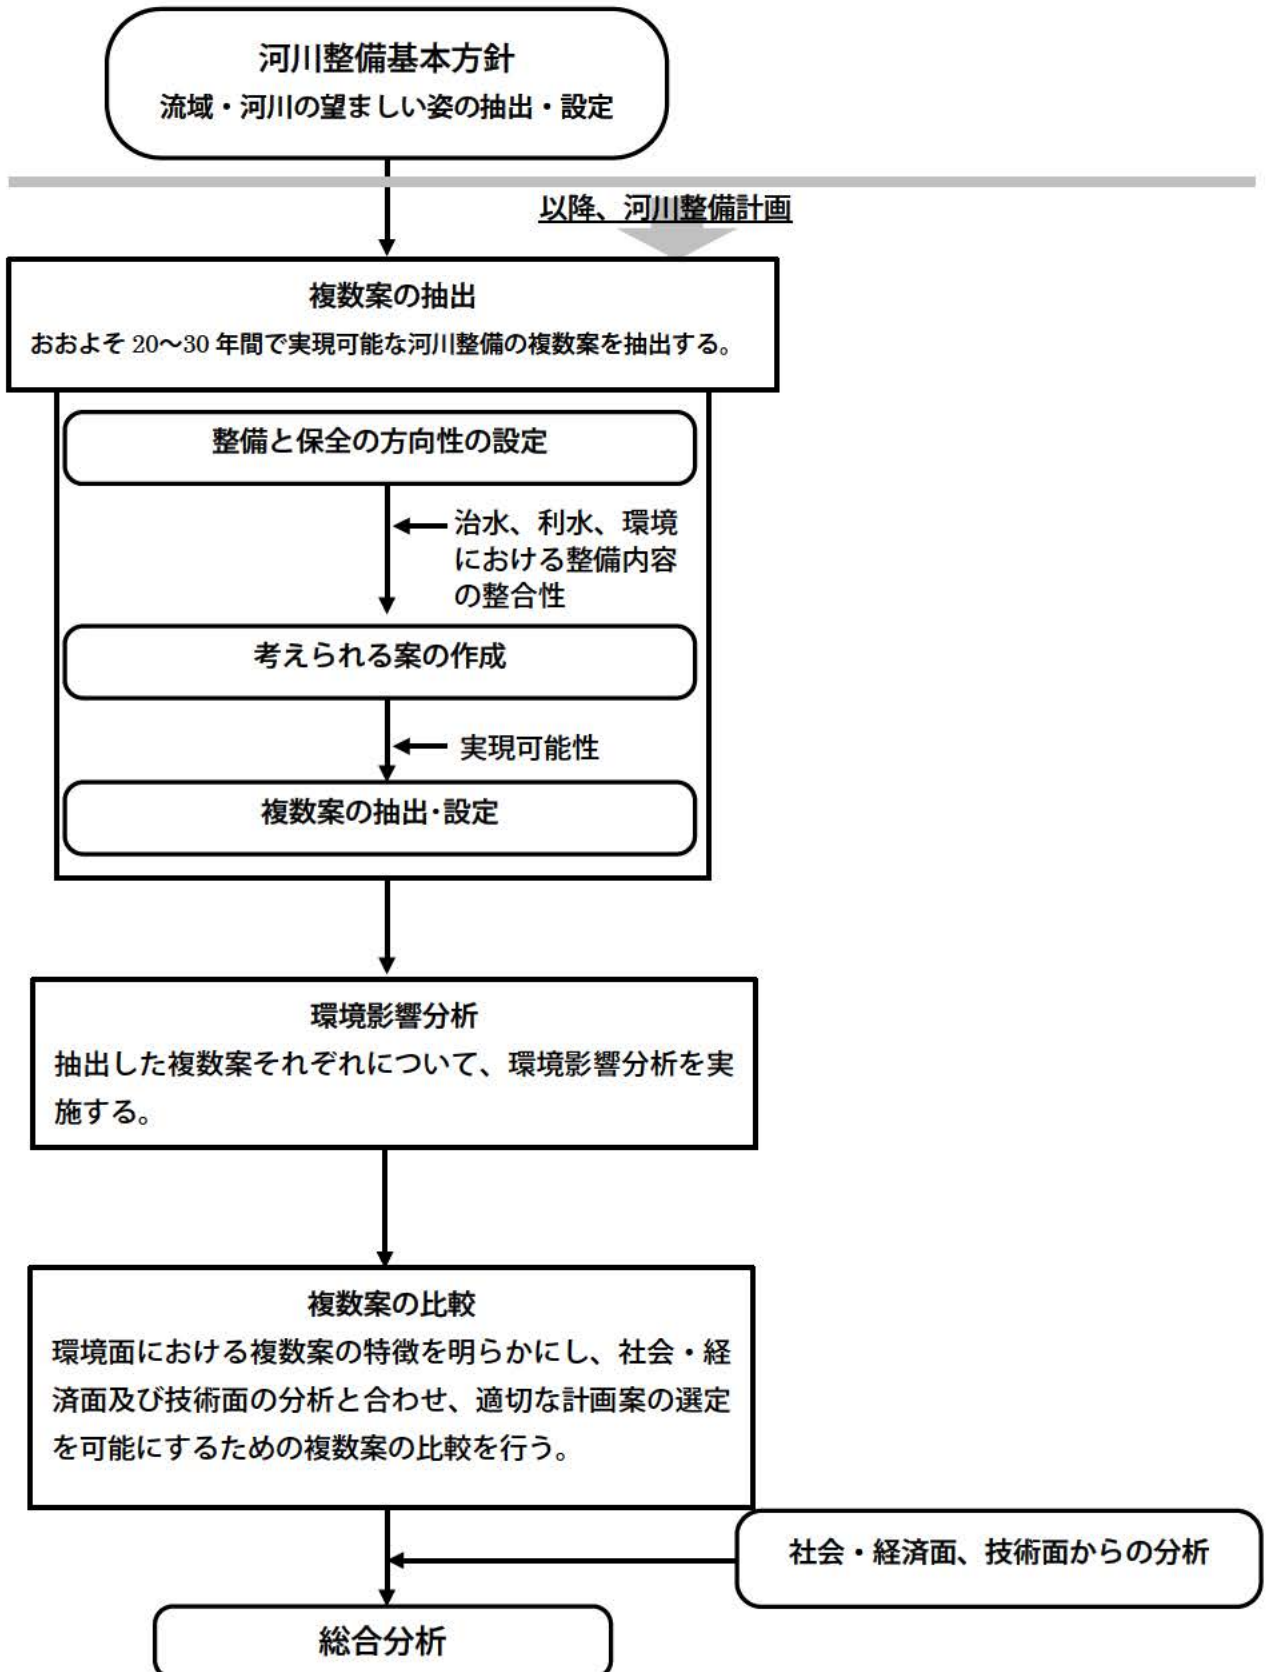 河川整備基本方針
流域・河川の望ましい姿の抽出・設定
以降、河川整備計画
複数案の抽出
おおよそ 20～30 年間で実現可能な河川整備の複数案を抽出する。
整備と保全の方向性の設定
治水、利水、環境
における整備内容
の整合性
考えられる案の作成
実現可能性
複数案の抽出･設定
環境影響分析
抽出した複数案それぞれについて、環境影響分析を実
施する。
複数案の比較
環境面における複数案の特徴を明らかにし、社会・経
済面及び技術面の分析と合わせ、適切な計画案の選定
を可能にするための複数案の比較を行う。
社会・経済面、技術面からの分析
総合分析